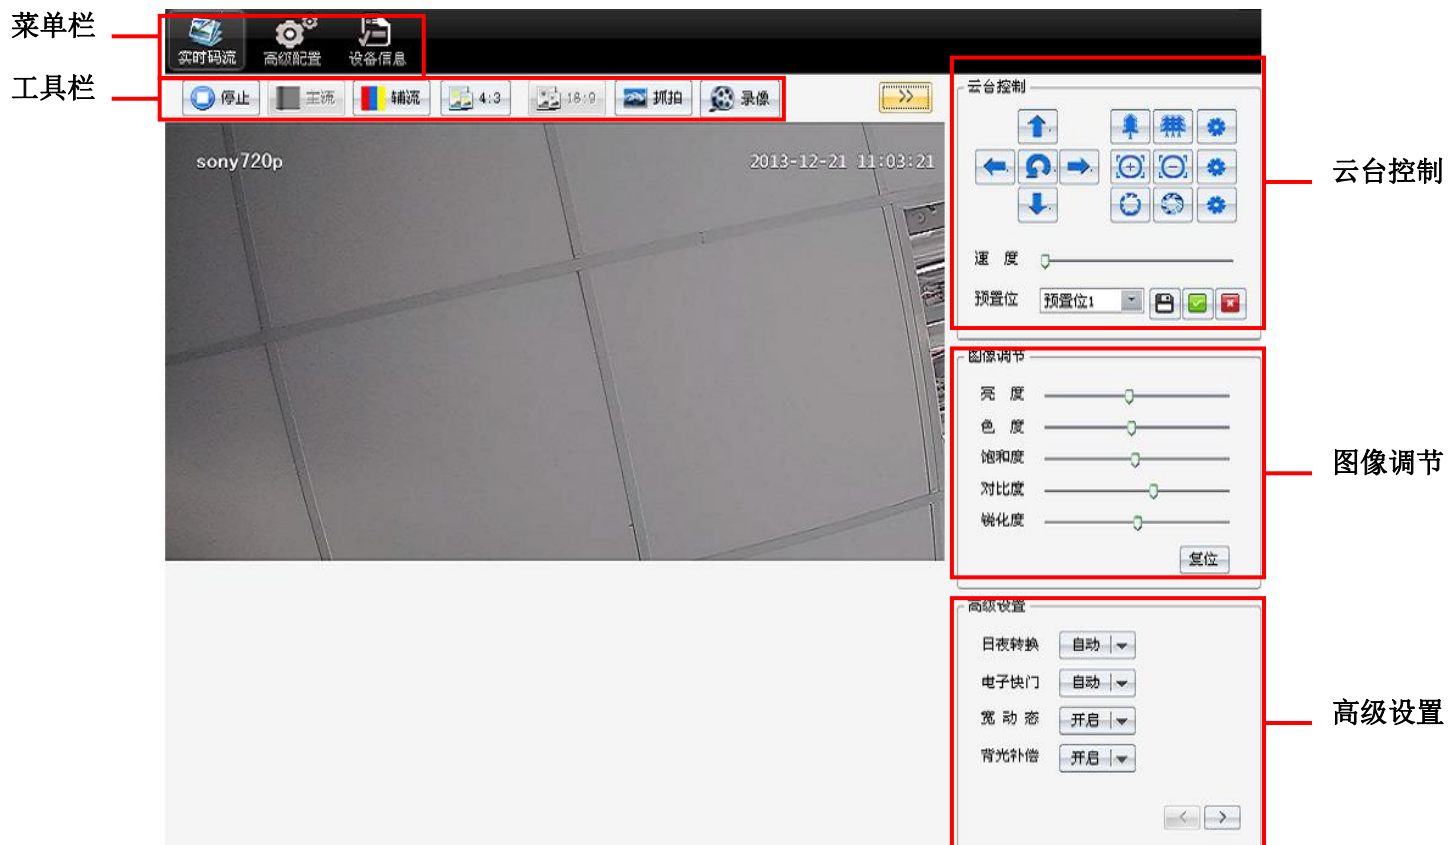 菜单栏
实时码流 高级配置 设备信息
工具栏
停止 主流 辅流 4:3 16:9 抓拍 录像 >>
sony720p 2013-12-21 11:03:21
云台控制
云台控制
速 度
预置位 预置位1
图像调节
亮 度
色 度
饱和度
图像调节
对比度
锐化度
复位
高级设置
日夜转换 自动
电子快门 自动
高级设置
宽 动 态 开启
背光补偿 开启
< >